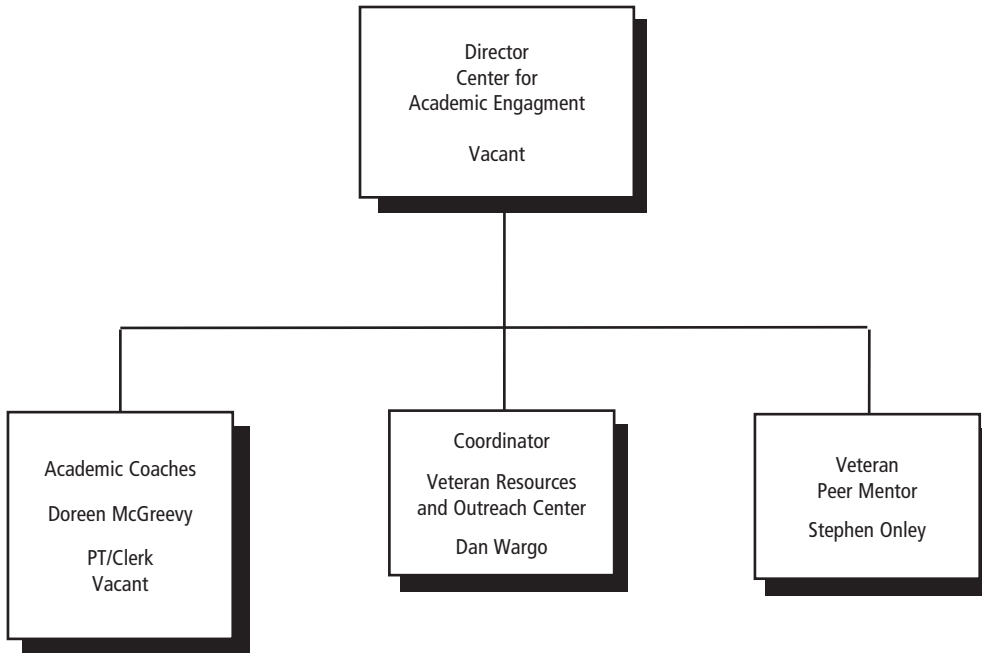 Director
Center for
Academic Engagment
Vacant
Academic Coaches
Doreen McGreevy
PT/Clerk
Vacant
Coordinator
Veteran Resources
and Outreach Center
Dan Wargo
Veteran
Peer Mentor
Stephen Onley